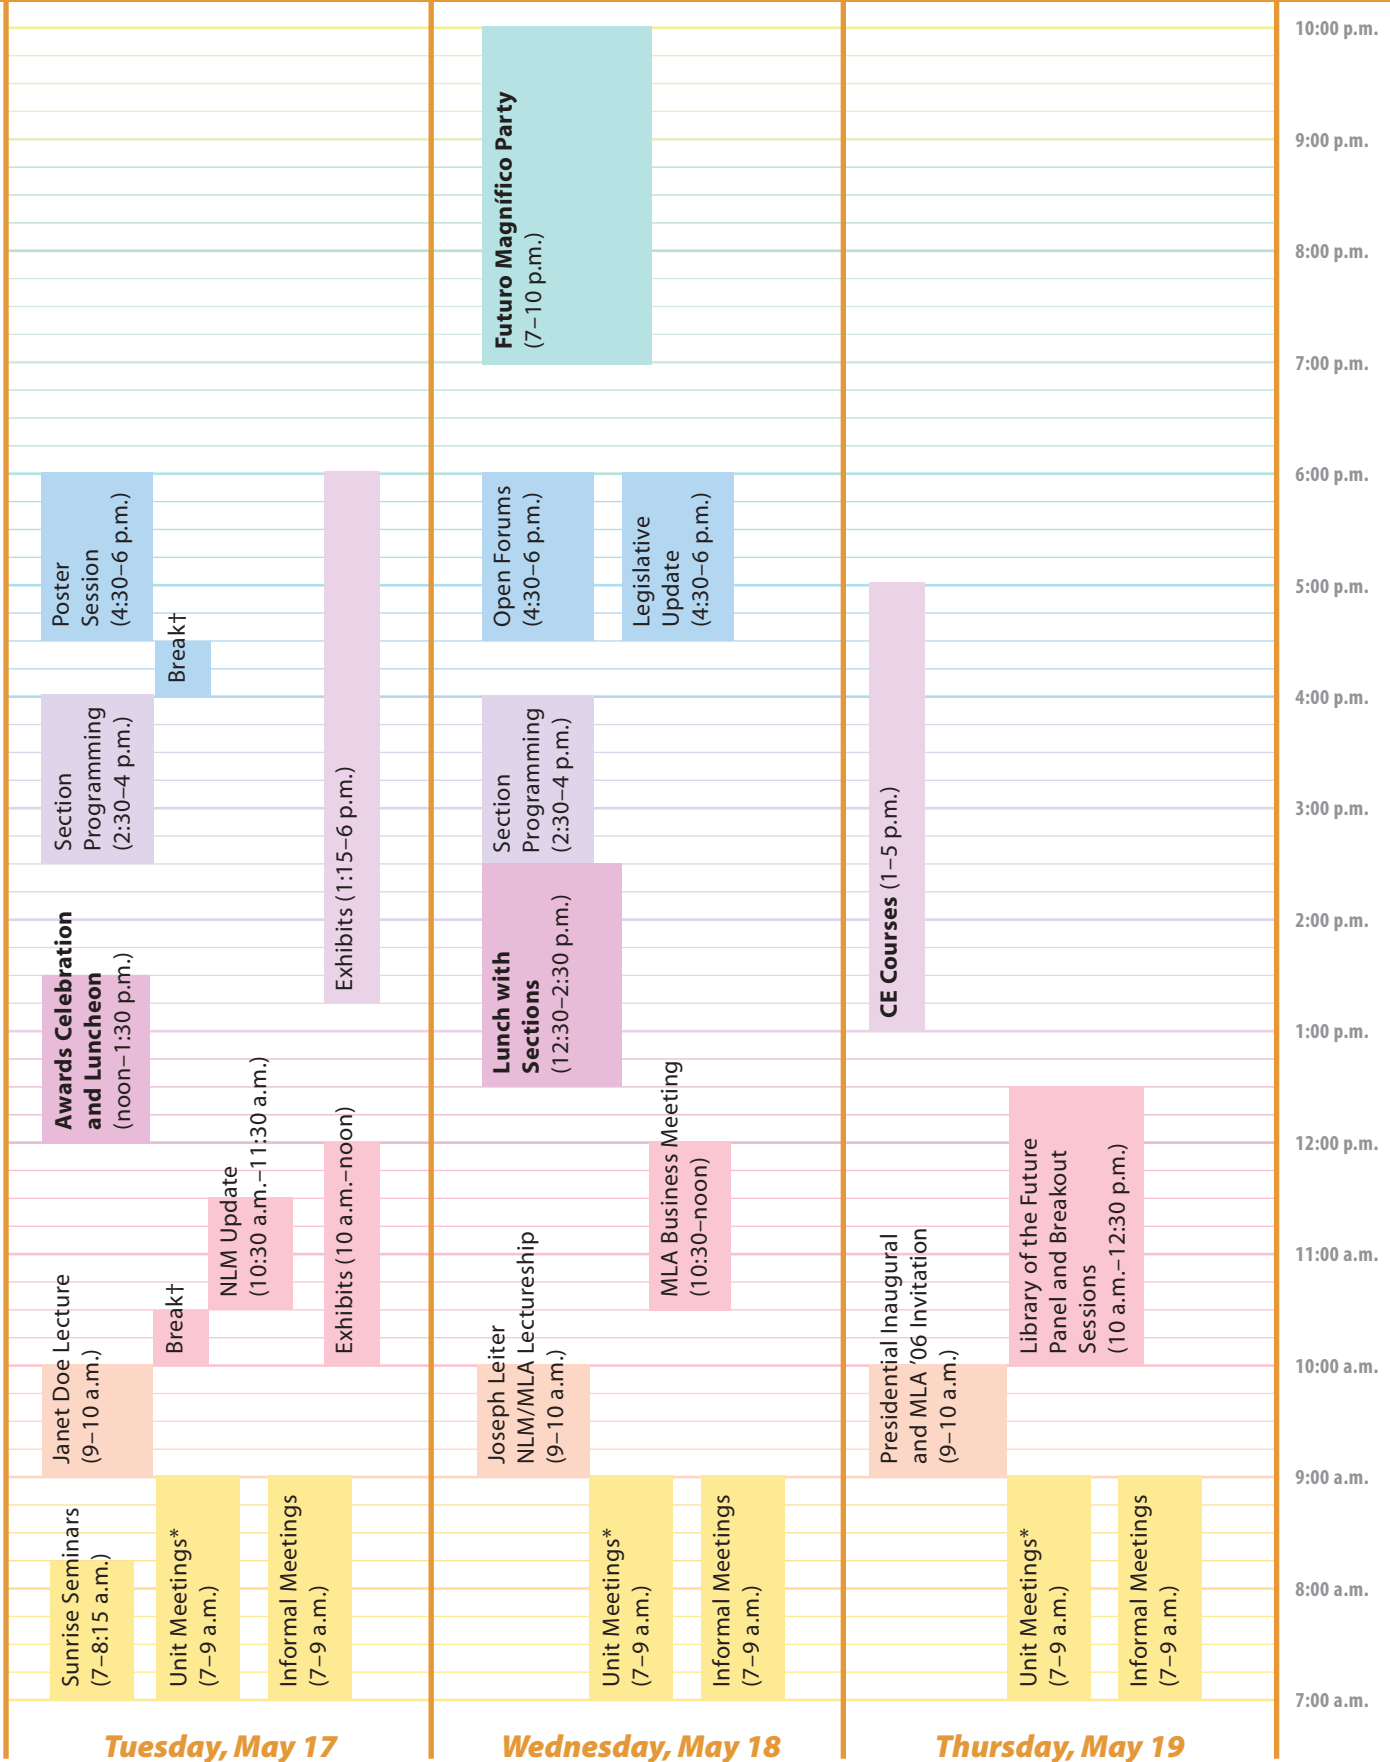 10:00 p.m.
9:00 p.m.
8:00 p.m.
7:00 p.m.
6:00 p.m.
5:00 p.m.
4:00 p.m.
3:00 p.m.
2:00 p.m.
1:00 p.m.
12:00 p.m.
11:00 a.m.
10:00 a.m.
9:00 a.m.
8:00 a.m.
7:00 a.m.
Tuesday, May 17
Sunrise Seminars
(7–8:15 a.m.)
Unit Meetings*
(7–9 a.m.)
Informal Meetings
(7–9 a.m.)
Janet Doe Lecture
(9–10 a.m.)
Break†
NLM Update
(10:30 a.m.–11:30 a.m.)
Exhibits (10 a.m.–noon)
Awards Celebration
and Luncheon
(noon–1:30 p.m.)
Exhibits (1:15–6 p.m.)
Section
Programming
(2:30–4 p.m.)
Break†
Poster
Session
(4:30–6 p.m.)
Wednesday, May 18
Unit Meetings*
(7–9 a.m.)
Informal Meetings
(7–9 a.m.)
Joseph Leiter
NLM/MLA Lectureship
(9–10 a.m.)
MLA Business Meeting
(10:30–noon)
Lunch with
Sections
(12:30–2:30 p.m.)
Section
Programming
(2:30–4 p.m.)
Open Forums
(4:30–6 p.m.)
Legislative
Update
(4:30–6 p.m.)
Futuro Magnífico Party
(7–10 p.m.)
Thursday, May 19
Unit Meetings*
(7–9 a.m.)
Informal Meetings
(7–9 a.m.)
Presidential Inaugural
and MLA ’06 Invitation
(9–10 a.m.)
Library of the Future
Panel and Breakout
Sessions
(10 a.m.–12:30 p.m.)
CE Courses (1–5 p.m.)